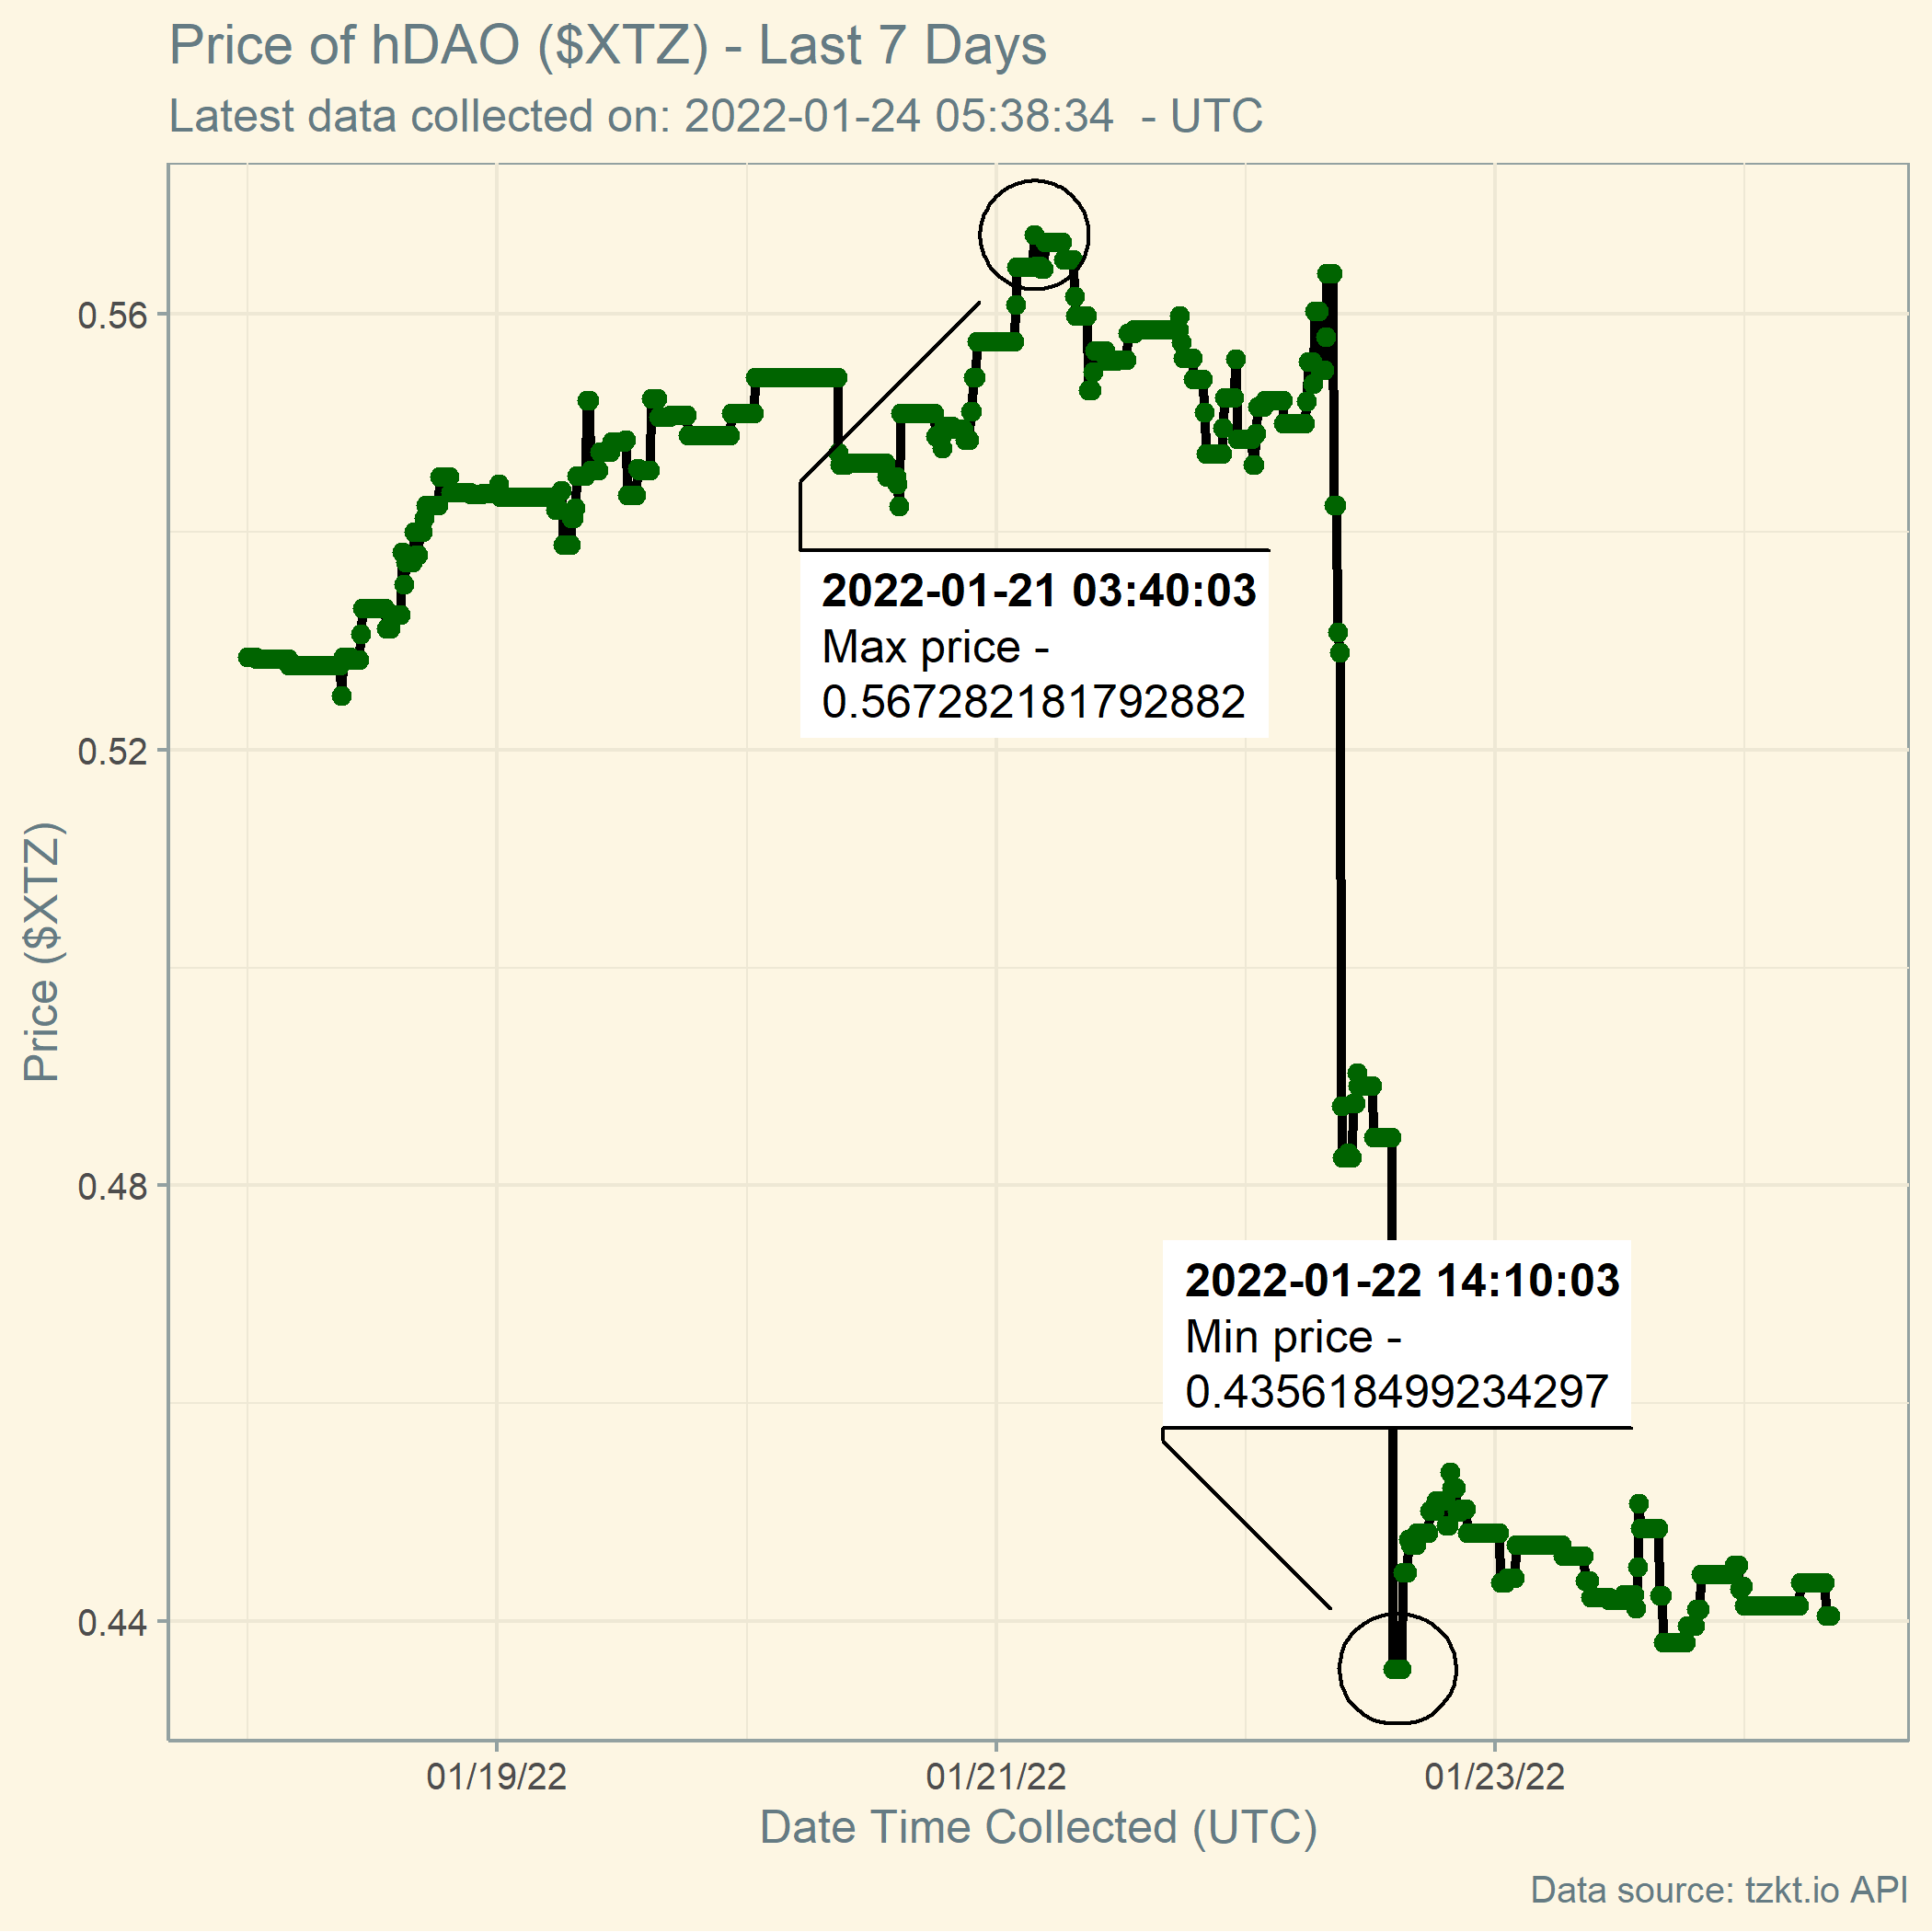 Price of hDAO ($XTZ) - Last 7 Days
Latest data collected on: 2022-01-24 05:38:34  - UTC
0.56
0.52
0.48
0.44
Price ($XTZ)
2022-01-21 03:40:03
Max price -
0.567282181792882
2022-01-22 14:10:03
Min price -
0.435618499234297
01/19/22
01/21/22
01/23/22
Date Time Collected (UTC)
Data source: tzkt.io API